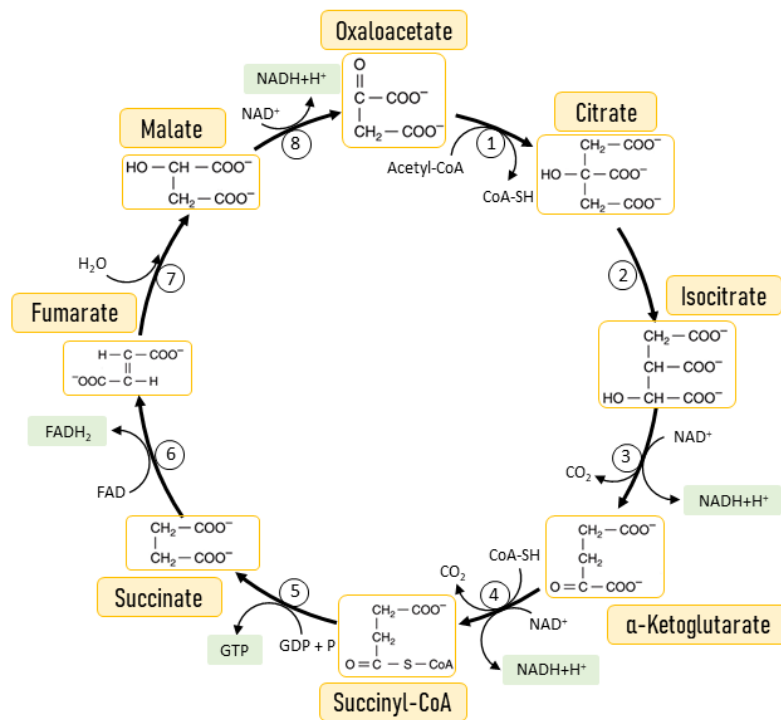 Oxaloacetate
O
C — COO⁻
CH₂ — COO⁻
NADH+H⁺
NAD⁺
8
1
Acetyl-CoA
CoA-SH
Citrate
CH₂ — COO⁻
HO — C — COO⁻
CH₂ — COO⁻
2
Isocitrate
CH₂ — COO⁻
CH — COO⁻
HO — CH — COO⁻
3
NAD⁺
CO₂
NADH+H⁺
CH₂ — COO⁻
CH₂
O=C — COO⁻
α-Ketoglutarate
CoA-SH
CO₂
4
NAD⁺
NADH+H⁺
CH₂ — COO⁻
CH₂
O=C — S — CoA
Succinyl-CoA
5
GDP + P
GTP
CH₂ — COO⁻
CH₂ — COO⁻
Succinate
6
FAD
FADH₂
Fumarate
H — C — COO⁻
⁻OOC — C — H
7
H₂O
Malate
HO — CH — COO⁻
CH₂ — COO⁻